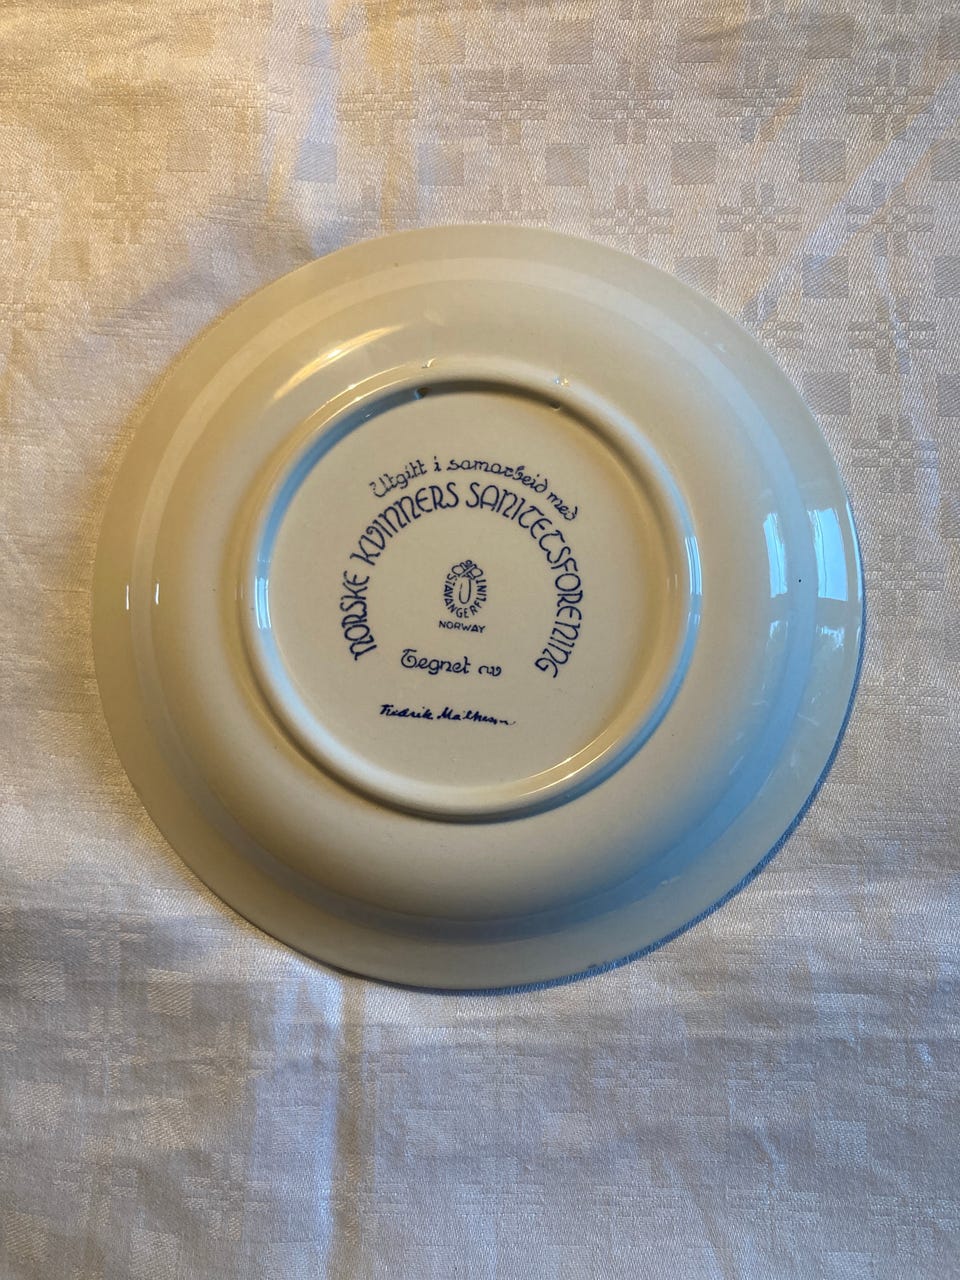 Utgitt i samarbeid med
NORSKE KVINNERS SANITETSFORENING
STAVANGERFLINT
NORWAY
Tegnet av
Fredrik Matheson